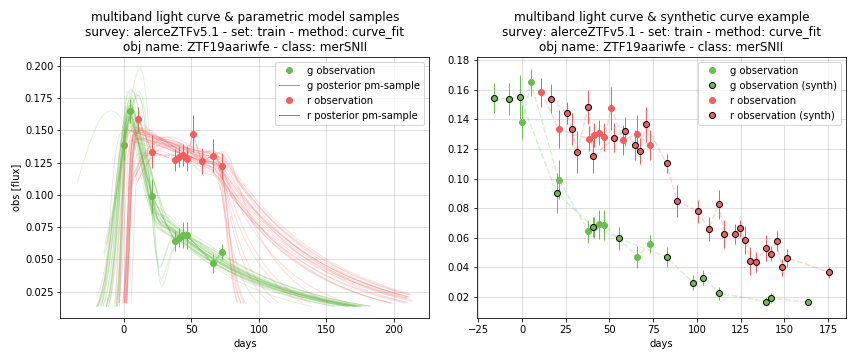 multiband light curve & parametric model samples
survey: alerceZTFv5.1 - set: train - method: curve_fit
obj name: ZTF19aariwfe - class: merSNII
g observation
g posterior pm-sample
r observation
r posterior pm-sample
obs [flux]
0.200
0.175
0.150
0.125
0.100
0.075
0.050
0.025
0
50
100
150
200
days
multiband light curve & synthetic curve example
survey: alerceZTFv5.1 - set: train - method: curve_fit
obj name: ZTF19aariwfe - class: merSNII
g observation
g observation (synth)
r observation
r observation (synth)
0.18
0.16
0.14
0.12
0.10
0.08
0.06
0.04
0.02
−25
0
25
50
75
100
125
150
175
days